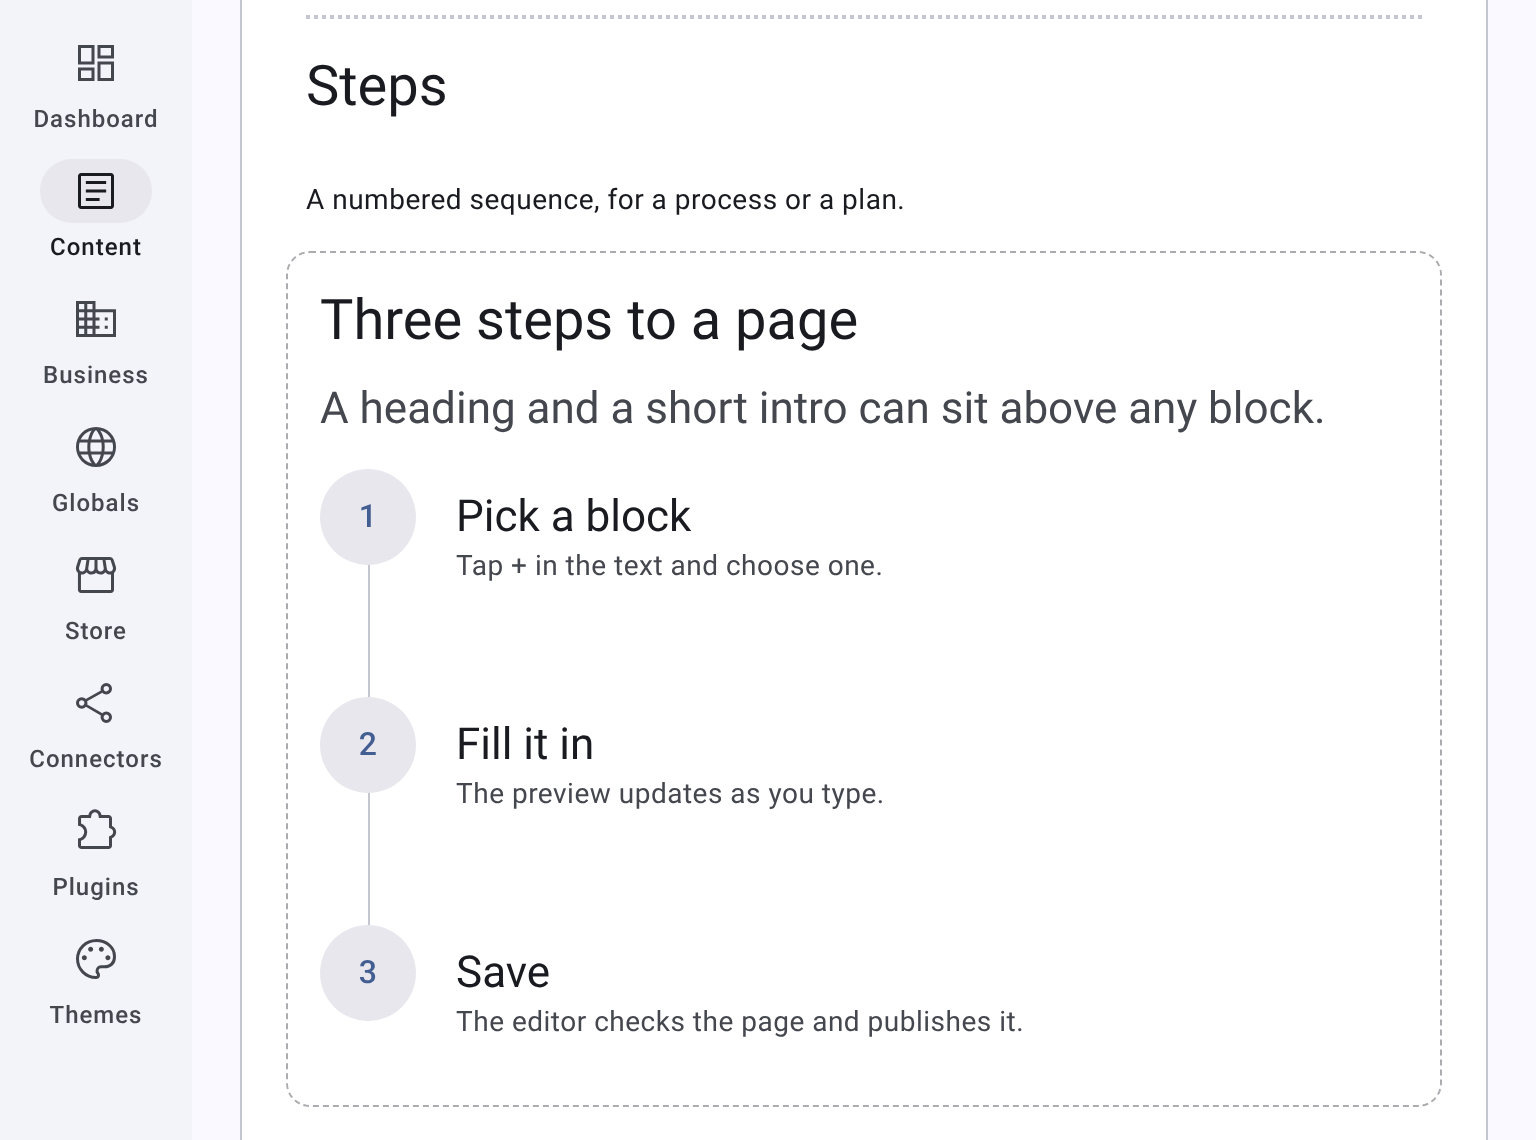 Dashboard
Content
Business
Globals
Store
Connectors
Plugins
Themes
Steps
A numbered sequence, for a process or a plan.
Three steps to a page
A heading and a short intro can sit above any block.
1
Pick a block
Tap + in the text and choose one.
2
Fill it in
The preview updates as you type.
3
Save
The editor checks the page and publishes it.